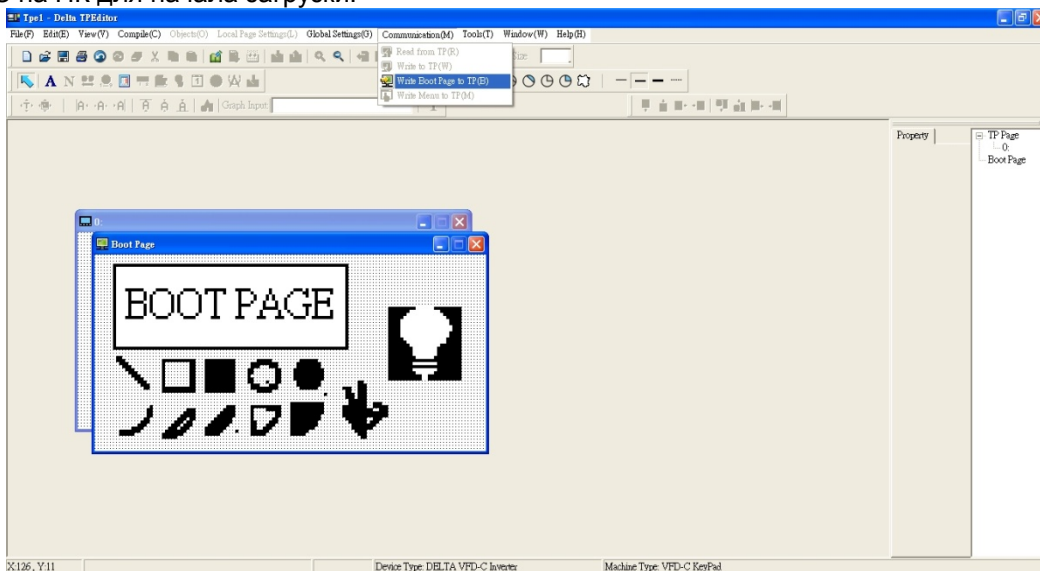 на ПК для начала загрузки.
Tpe1 - Delta TPEditor
File(F) Edit(E) View(V) Compile(C) Objects(O) Local Page Settings(L) Global Settings(G) Communication(M) Tools(T) Window(W) Help(H)
Read from TP(R)
Write to TP(W)
Write Boot Page to TP(B)
Write Menu to TP(M)
Graph Input:
Property
TP Page
0:
Boot Page
0:
Boot Page
BOOT PAGE
X:126, Y:11 Device Type: DELTA VFD-C Inverter Machine Type: VFD-C KeyPad